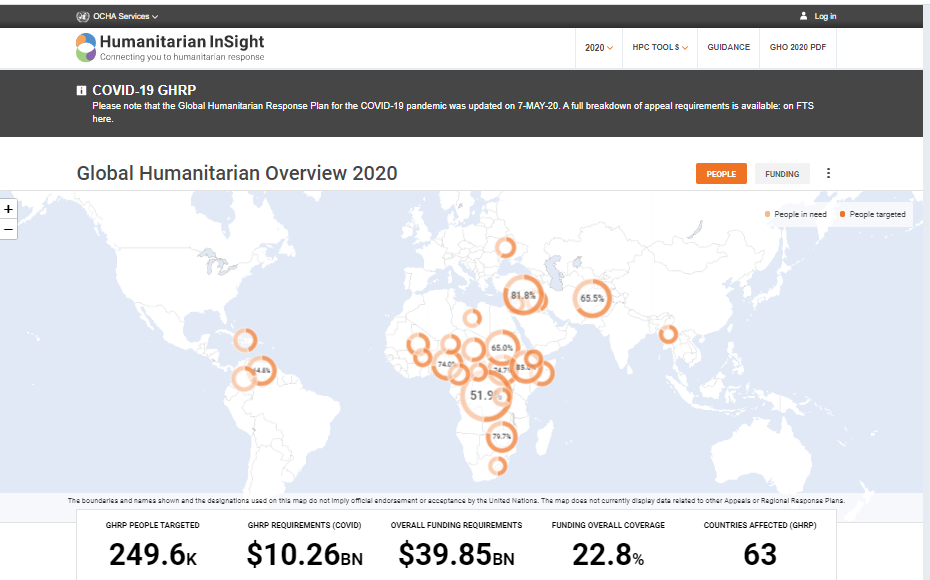 OCHA Services
Log in
Humanitarian InSight
Connecting you to humanitarian response
2020
HPC TOOLS
GUIDANCE
GHO 2020 PDF
COVID-19 GHRP
Please note that the Global Humanitarian Response Plan for the COVID-19 pandemic was updated on 7-MAY-20. A full breakdown of appeal requirements is available: on FTS
here.
Global Humanitarian Overview 2020
PEOPLE
FUNDING
+
−
People in need
People targeted
81.8%
65.5%
65.0%
51.9
79.7%
The boundaries and names shown and the designations used on this map do not imply official endorsement or acceptance by the United Nations. The map does not currently display data related to other Appeals or Regional Response Plans.
GHRP PEOPLE TARGETED
GHRP REQUIREMENTS (COVID)
OVERALL FUNDING REQUIREMENTS
FUNDING OVERALL COVERAGE
COUNTRIES AFFECTED (GHRP)
249.6K
$10.26BN
$39.85BN
22.8%
63